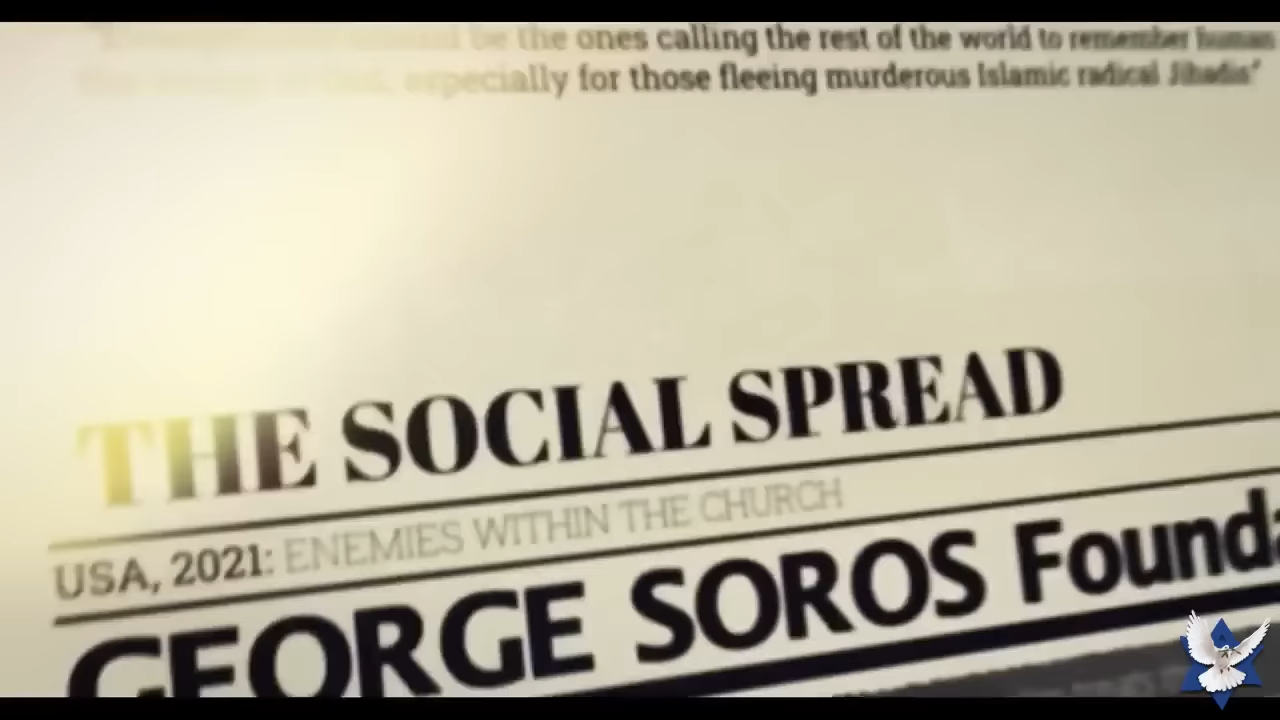 be the ones calling the rest of the world to remember human
especially for those fleeing murderous Islamic radical Jihadis'
THE SOCIAL SPREAD
USA, 2021: ENEMIES WITHIN THE CHURCH
GEORGE SOROS Founda